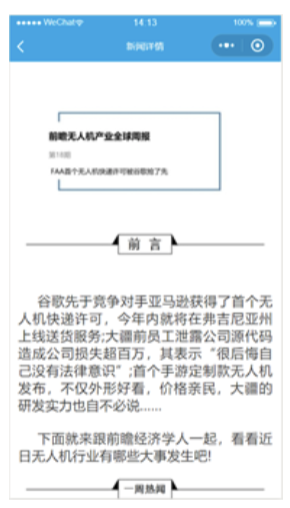 ●●●●● WeChat 14:13 100%
新闻详情
前瞻无人机产业全球周报
第18期
FAA首个无人机快递许可被谷歌抢了先
前 言
谷歌先于竞争对手亚马逊获得了首个无
人机快递许可，今年内就将在弗吉尼亚州
上线送货服务;大疆前员工泄露公司源代码
造成公司损失超百万，其表示“很后悔自
己没有法律意识”;首个手游定制款无人机
发布，不仅外形好看，价格亲民，大疆的
研发实力也自不必说......
下面就来跟前瞻经济学人一起，看看近
日无人机行业有哪些大事发生吧!
一周热闻